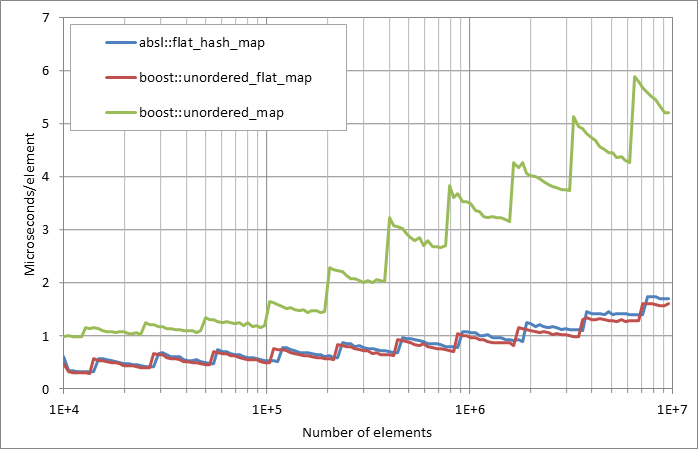 7
6
5
4
3
2
1
0
Microseconds/element
absl::flat_hash_map
boost::unordered_flat_map
boost::unordered_map
1E+4
1E+5
1E+6
1E+7
Number of elements